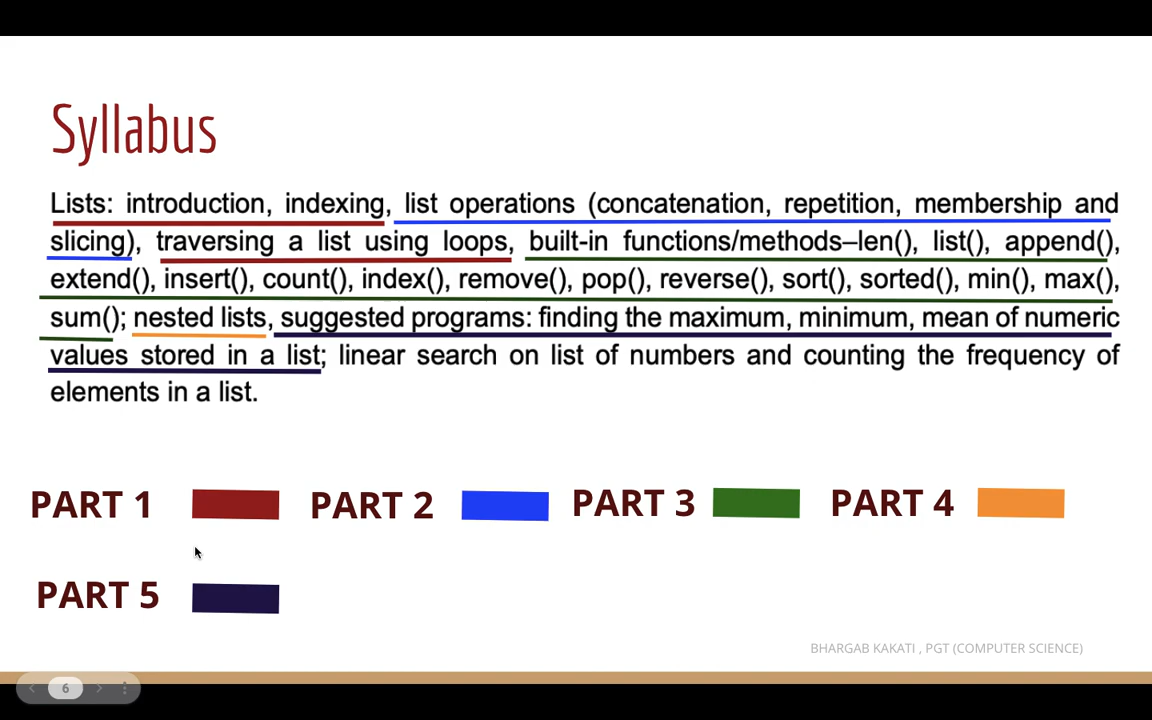 Syllabus
Lists: introduction, indexing, list operations (concatenation, repetition, membership and
slicing), traversing a list using loops, built-in functions/methods–len(), list(), append(),
extend(), insert(), count(), index(), remove(), pop(), reverse(), sort(), sorted(), min(), max(),
sum(); nested lists, suggested programs: finding the maximum, minimum, mean of numeric
values stored in a list; linear search on list of numbers and counting the frequency of
elements in a list.
PART 1 PART 2 PART 3 PART 4
PART 5
BHARGAB KAKATI , PGT (COMPUTER SCIENCE)
6